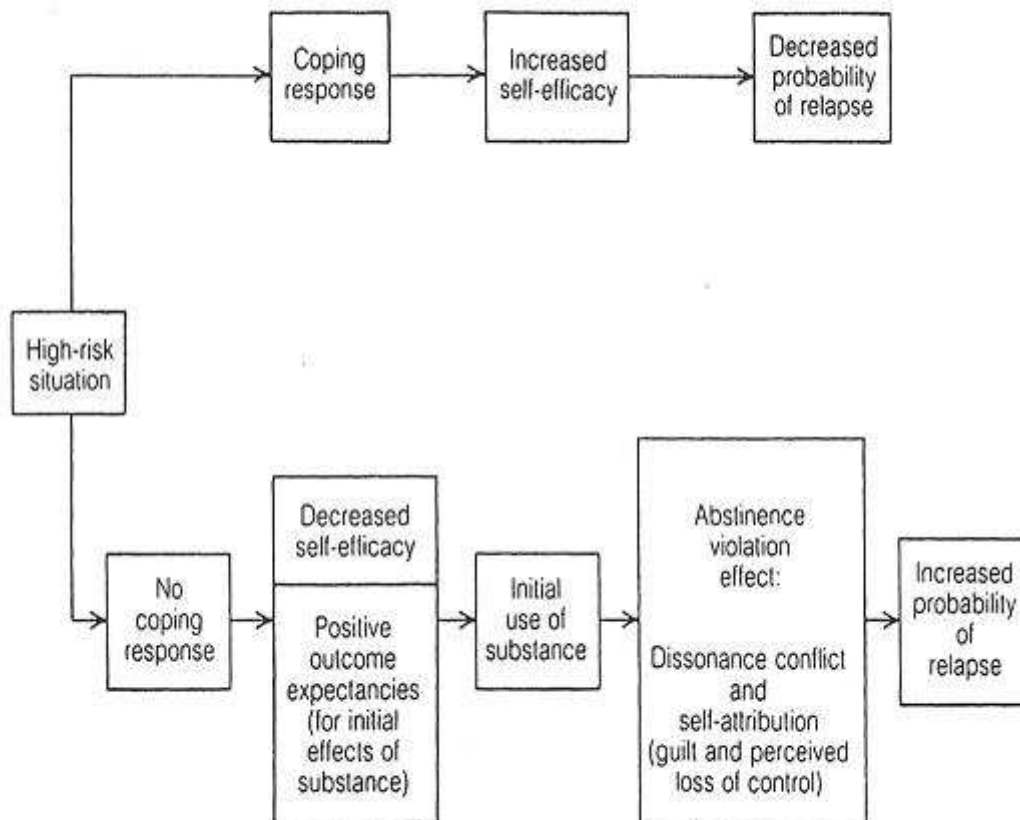 Coping
response
Increased
self-efficacy
Decreased
probability
of relapse
High-risk
situation
No
coping
response
Decreased
self-efficacy
Positive
outcome
expectancies
(for initial
effects of
substance)
Initial
use of
substance
Abstinence
violation
effect:
Dissonance conflict
and
self-attribution
(guilt and perceived
loss of control)
Increased
probability
of
relapse